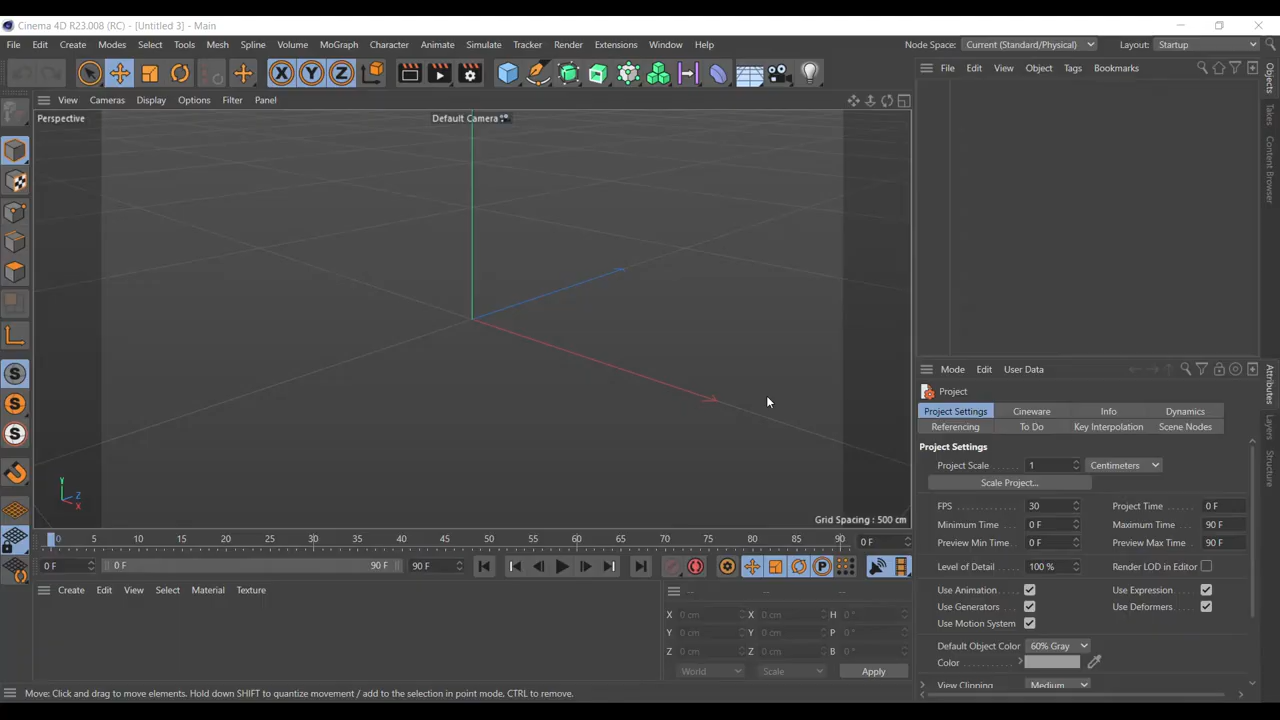 Cinema 4D R23.008 (RC) - [Untitled 3] - Main
File Edit Create Modes Select Tools Mesh Spline Volume MoGraph Character Animate Simulate Tracker Render Extensions Window Help Node Space: Current (Standard/Physical) Layout: Startup
X Y Z
File Edit View Object Tags Bookmarks
Objects
Takes
Content Browser
View Cameras Display Options Filter Panel
Perspective
Default Camera
Y
Z
X
Grid Spacing : 500 cm
S
S
S
Mode Edit User Data
Attributes
Layers
Structure
Project
Project Settings Cineware Info Dynamics
Referencing To Do Key Interpolation Scene Nodes
Project Settings
Project Scale 1 Centimeters
Scale Project...
FPS 30 Project Time 0 F
Minimum Time 0 F Maximum Time 90 F
Preview Min Time 0 F Preview Max Time 90 F
Level of Detail 100 % Render LOD in Editor
Use Animation Use Expression
Use Generators Use Deformers
Use Motion System
Default Object Color 60% Gray
Color
View Clipping Medium
0 5 10 15 20 25 30 35 40 45 50 55 60 65 70 75 80 85 90 0 F
0 F 0 F 90 F 90 F P
Create Edit View Select Material Texture
-- -- --
X 0 cm X 0 cm H 0 °
Y 0 cm Y 0 cm P 0 °
Z 0 cm Z 0 cm B 0 °
World Scale Apply
Move: Click and drag to move elements. Hold down SHIFT to quantize movement / add to the selection in point mode, CTRL to remove.